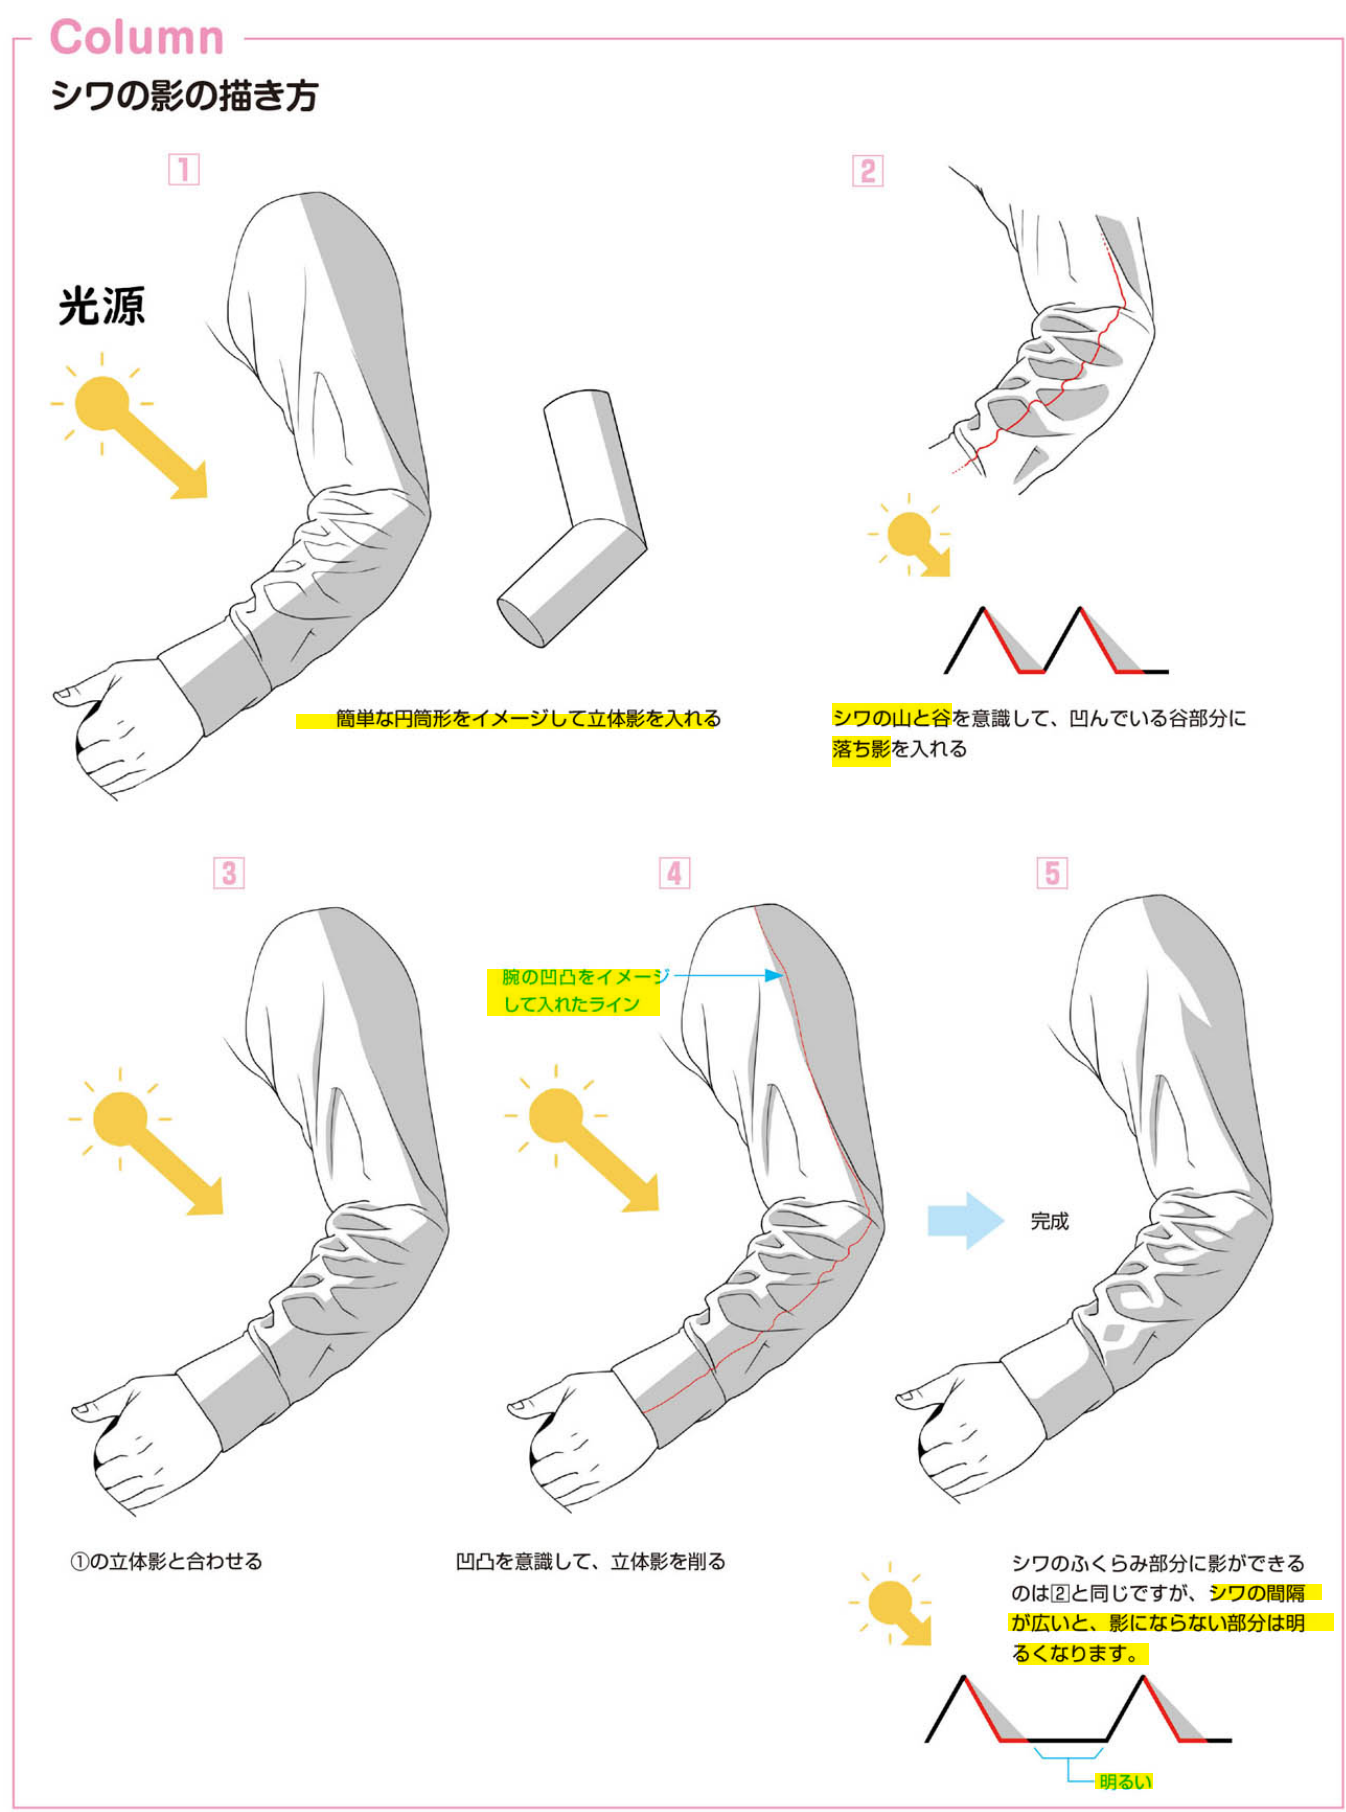 Column
シワの影の描き方
1
光源
簡単な円筒形をイメージして立体影を入れる
2
シワの山と谷を意識して、凹んでいる谷部分に
落ち影を入れる
3
①の立体影と合わせる
4
腕の凹凸をイメージ
して入れたライン
凹凸を意識して、立体影を削る
5
完成
シワのふくらみ部分に影ができる
のは2と同じですが、シワの間隔
が広いと、影にならない部分は明
るくなります。
明るい